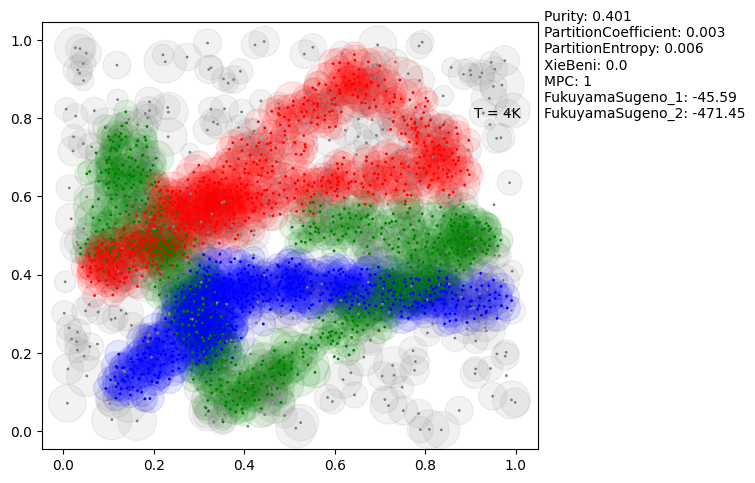 Purity: 0.401
PartitionCoefficient: 0.003
PartitionEntropy: 0.006
XieBeni: 0.0
MPC: 1
FukuyamaSugeno_1: -45.59
FukuyamaSugeno_2: -471.45
T = 4K
1.0
0.8
0.6
0.4
0.2
0.0
0.0 0.2 0.4 0.6 0.8 1.0